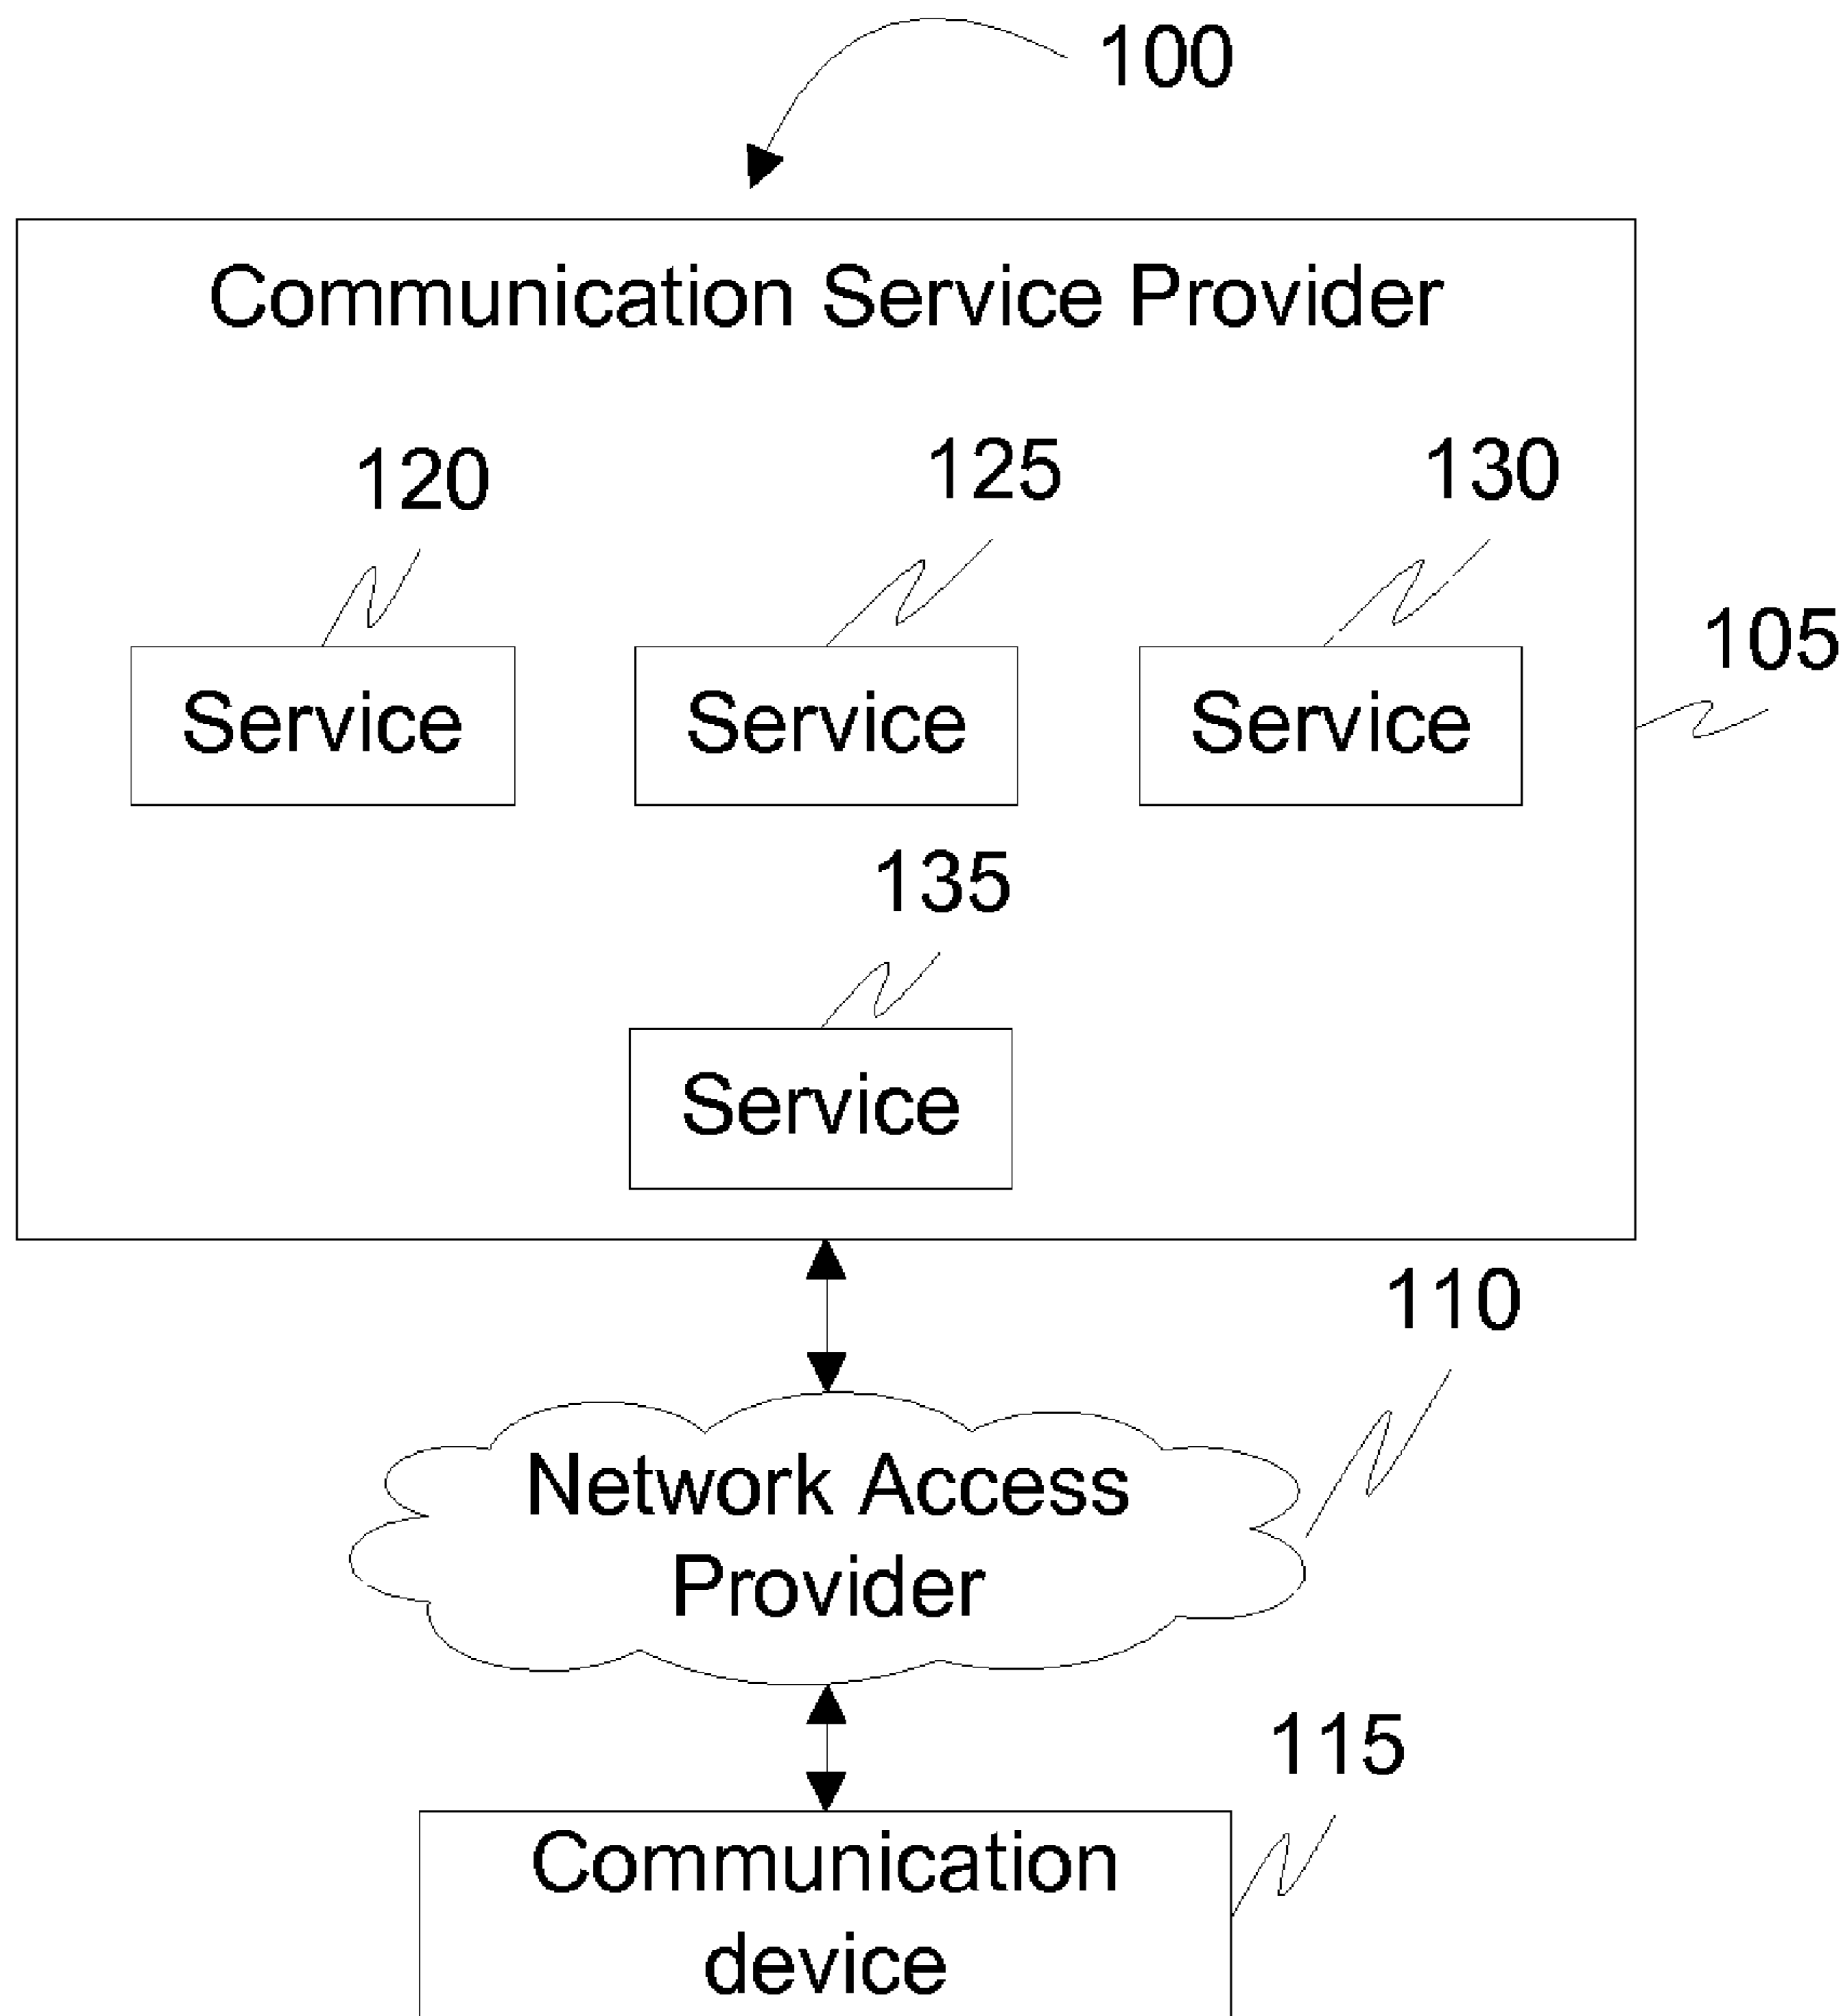 100
Communication Service Provider
120
125
130
105
Service
Service
Service
135
Service
110
Network Access
Provider
115
Communication
device